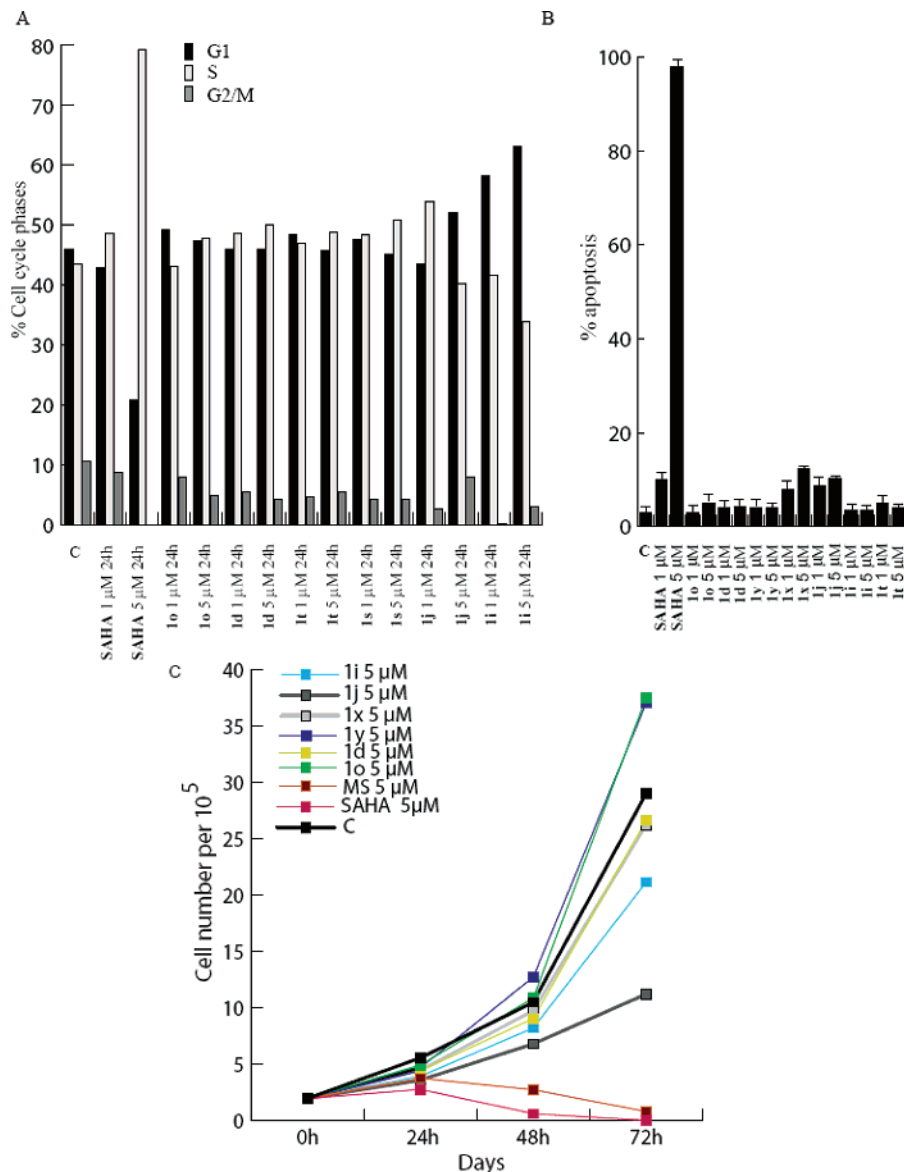 A
80
70
60
50
40
30
20
10
0
% Cell cycle phases
G1
S
G2/M
C
SAHA 1 µM 24h
SAHA 5 µM 24h
1o 1 µM 24h
1o 5 µM 24h
1d 1 µM 24h
1d 5 µM 24h
1t 1 µM 24h
1t 5 µM 24h
1s 1 µM 24h
1s 5 µM 24h
1j 1 µM 24h
1j 5 µM 24h
1i 1 µM 24h
1i 5 µM 24h
B
100
80
60
40
20
0
% apoptosis
C
SAHA 1 µM
SAHA 5 µM
1o 1 µM
1o 5 µM
1d 1 µM
1d 5 µM
1y 1 µM
1y 5 µM
1x 1 µM
1x 5 µM
1j 1 µM
1j 5 µM
1i 1 µM
1i 5 µM
1t 1 µM
1t 5 µM
C
40
35
30
25
20
15
10
5
0
Cell number per 10⁵
1i 5 µM
1j 5 µM
1x 5 µM
1y 5 µM
1d 5 µM
1o 5 µM
MS 5 µM
SAHA 5µM
C
0h 24h 48h 72h
Days